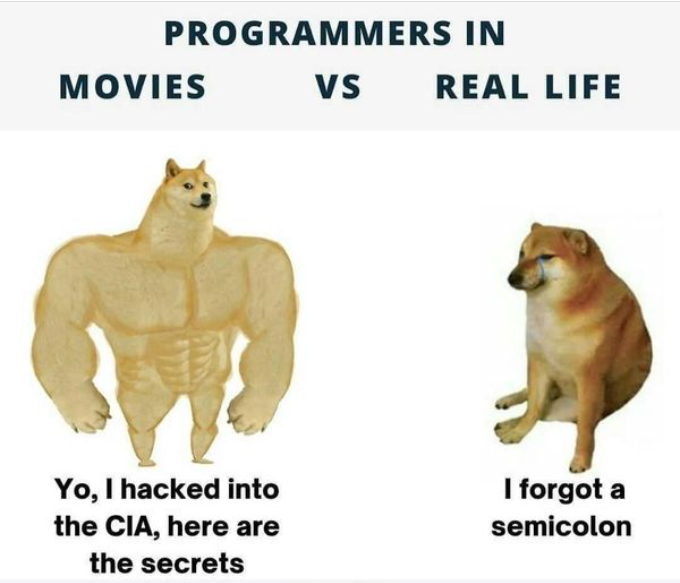 PROGRAMMERS IN
MOVIES VS REAL LIFE
Yo, I hacked into
the CIA, here are
the secrets
I forgot a
semicolon